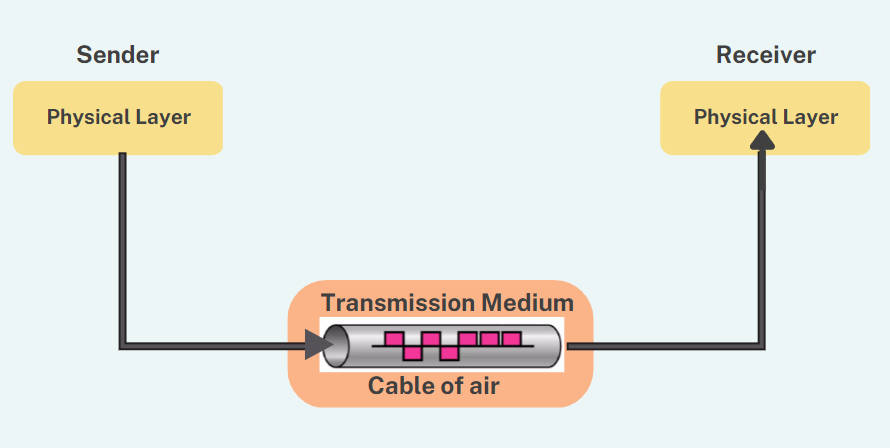 Sender
Receiver
Physical Layer
Physical Layer
Transmission Medium
Cable of air